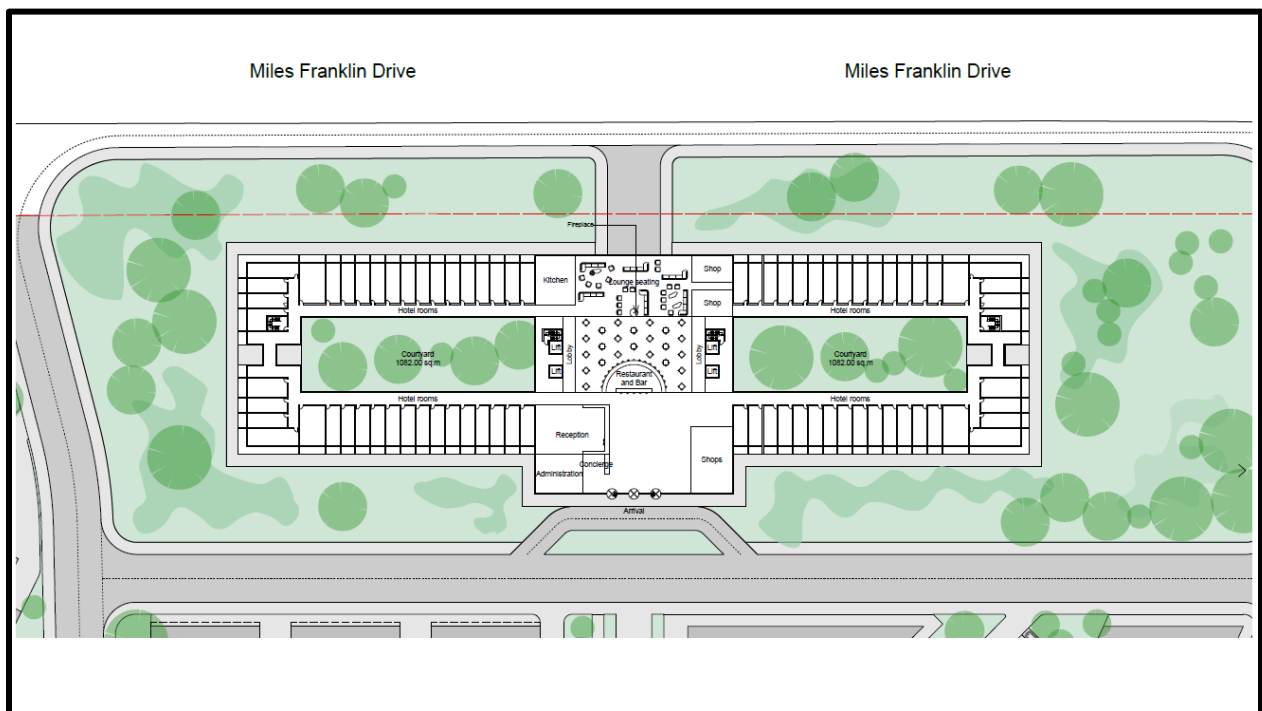 Miles Franklin Drive
Miles Franklin Drive
Fireplace
Kitchen
Lounge seating
Shop
Shop
Hotel rooms
Hotel rooms
Lift
Lift
Lobby
Courtyard
1082.00 sq.m
Restaurant
and Bar
Lobby
Lift
Lift
Courtyard
1082.00 sq.m
Hotel rooms
Hotel rooms
Reception
Concierge
Administration
Shops
Arrival